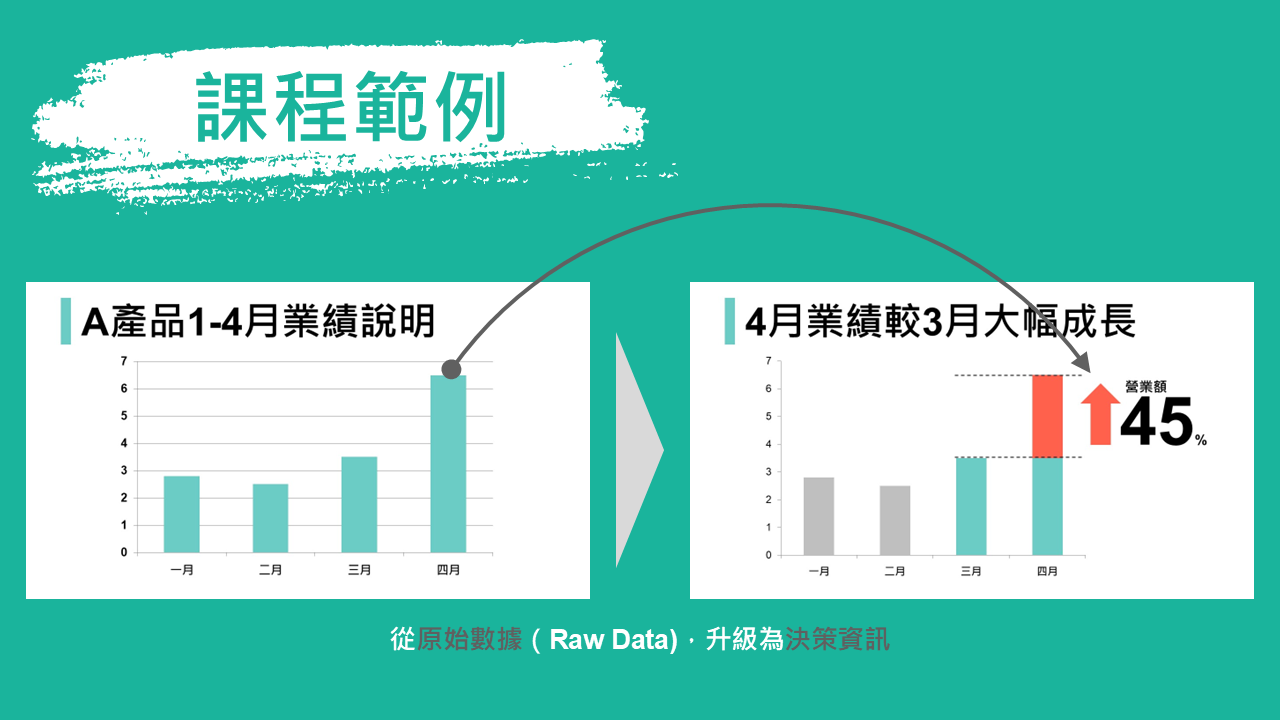 課程範例
A產品1-4月業績說明
7
6
5
4
3
2
1
0
一月 二月 三月 四月
4月業績較3月大幅成長
7
6
5
4
3
2
1
0
一月 二月 三月 四月
營業額
45%
從原始數據（Raw Data)，升級為決策資訊